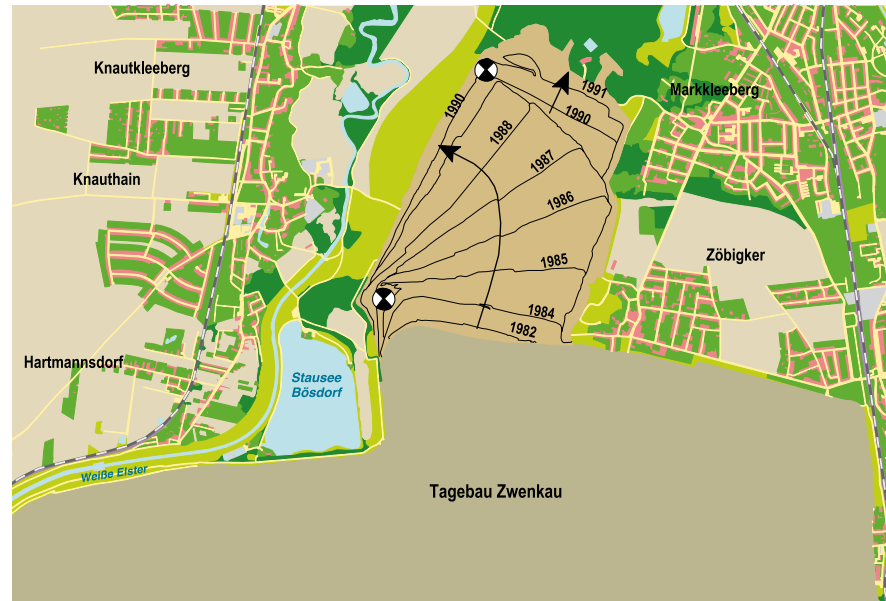 Knautkleeberg
Markkleeberg
1991
1990
1990
1988
1987
Knauthain
1986
Zöbigker
1985
1984
1982
Hartmannsdorf
Stausee
Bösdorf
Weiße Elster
Tagebau Zwenkau